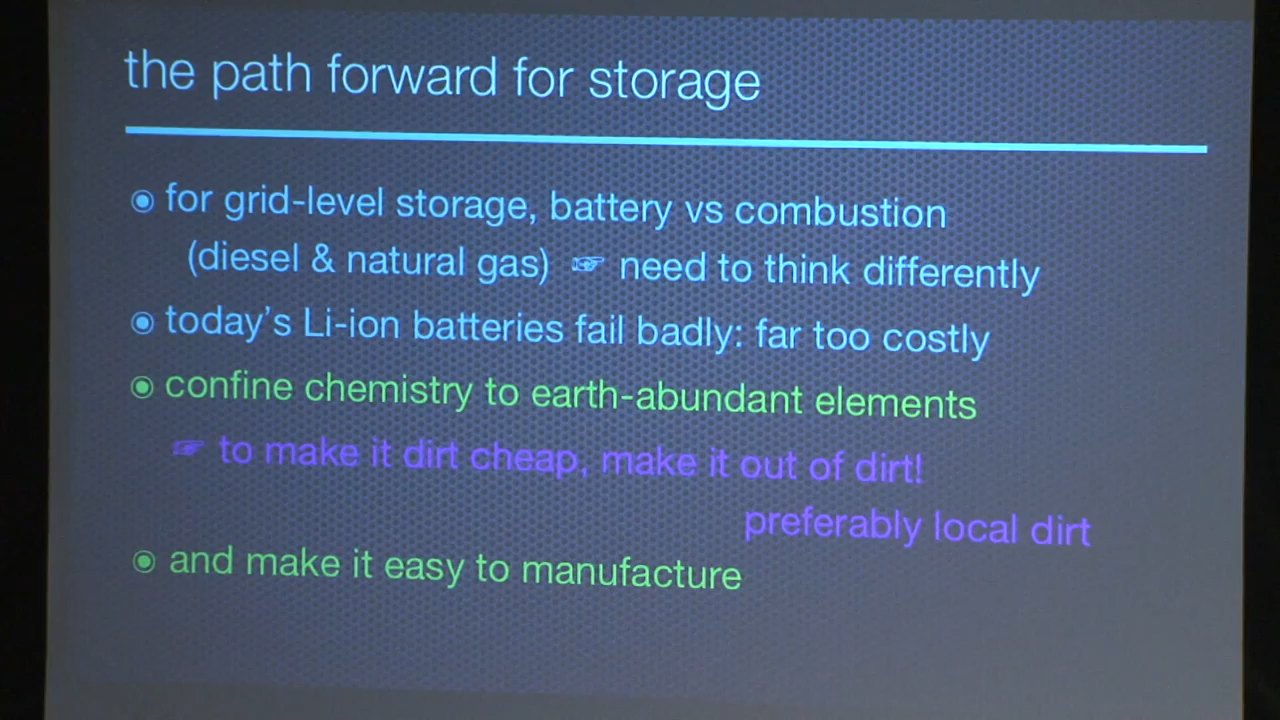 the path forward for storage
◉ for grid-level storage, battery vs combustion
(diesel & natural gas) ☞ need to think differently
◉ today's Li-ion batteries fail badly: far too costly
◉ confine chemistry to earth-abundant elements
☞ to make it dirt cheap, make it out of dirt!
preferably local dirt
◉ and make it easy to manufacture